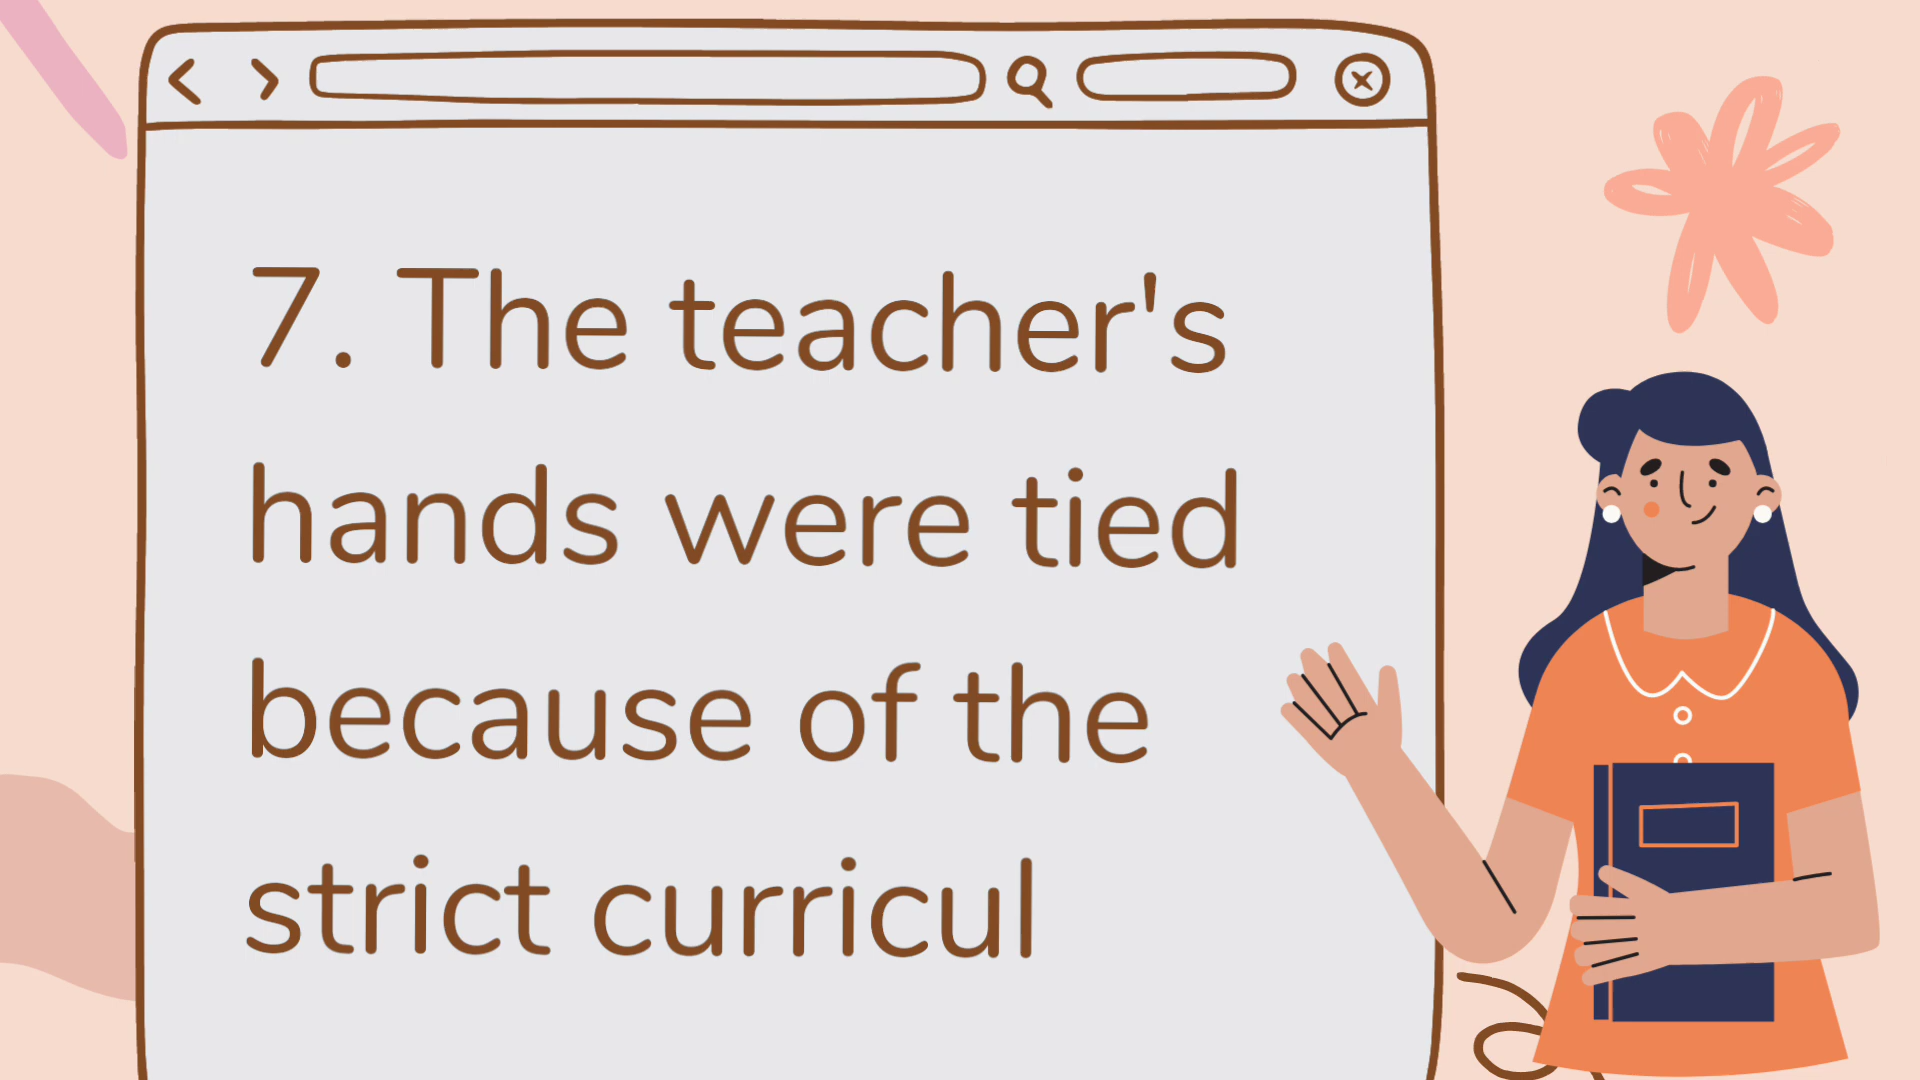 7. The teacher's
hands were tied
because of the
strict curricul